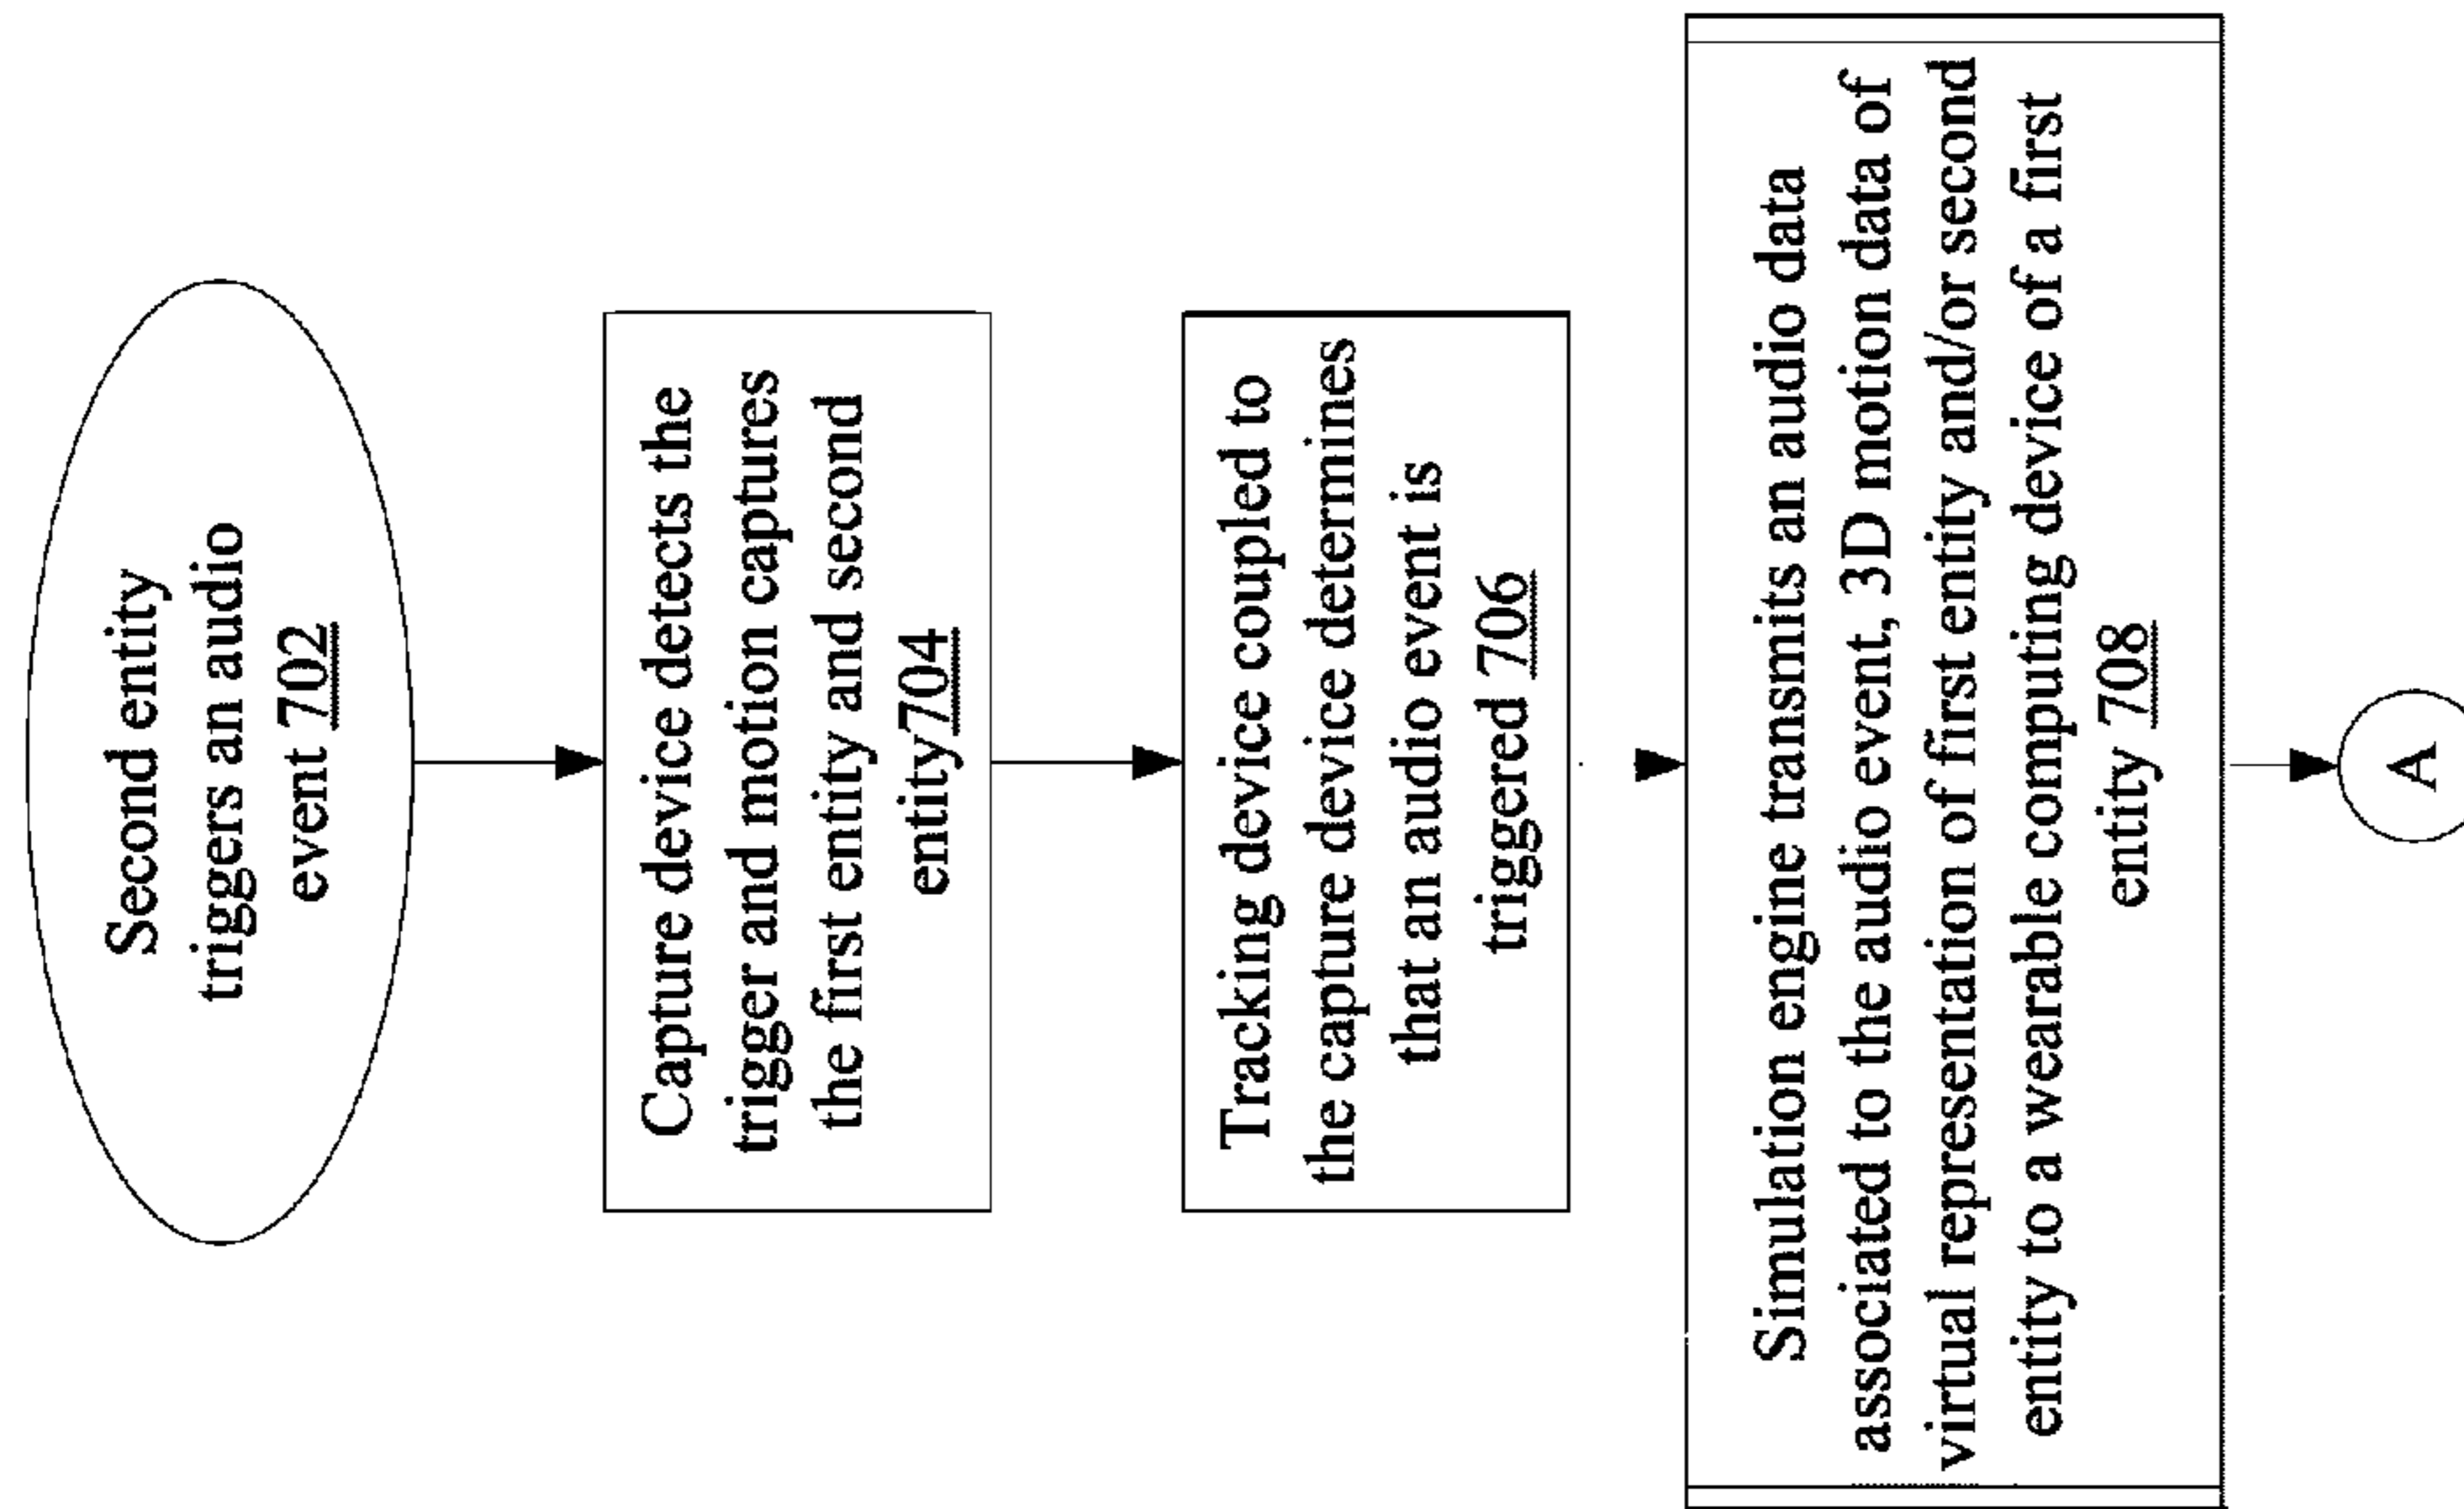 Second entity
triggers an audio
event 702
Capture device detects the
trigger and motion captures
the first entity and second
entity704
Tracking device coupled to
the capture device determines
that an audio event is
triggered 706
Simulation engine transmits an audio data
associated to the audio event, 3D motion data of
virtual representation of first entity and/or second
entity to a wearable computing device of a first
entity 708
A